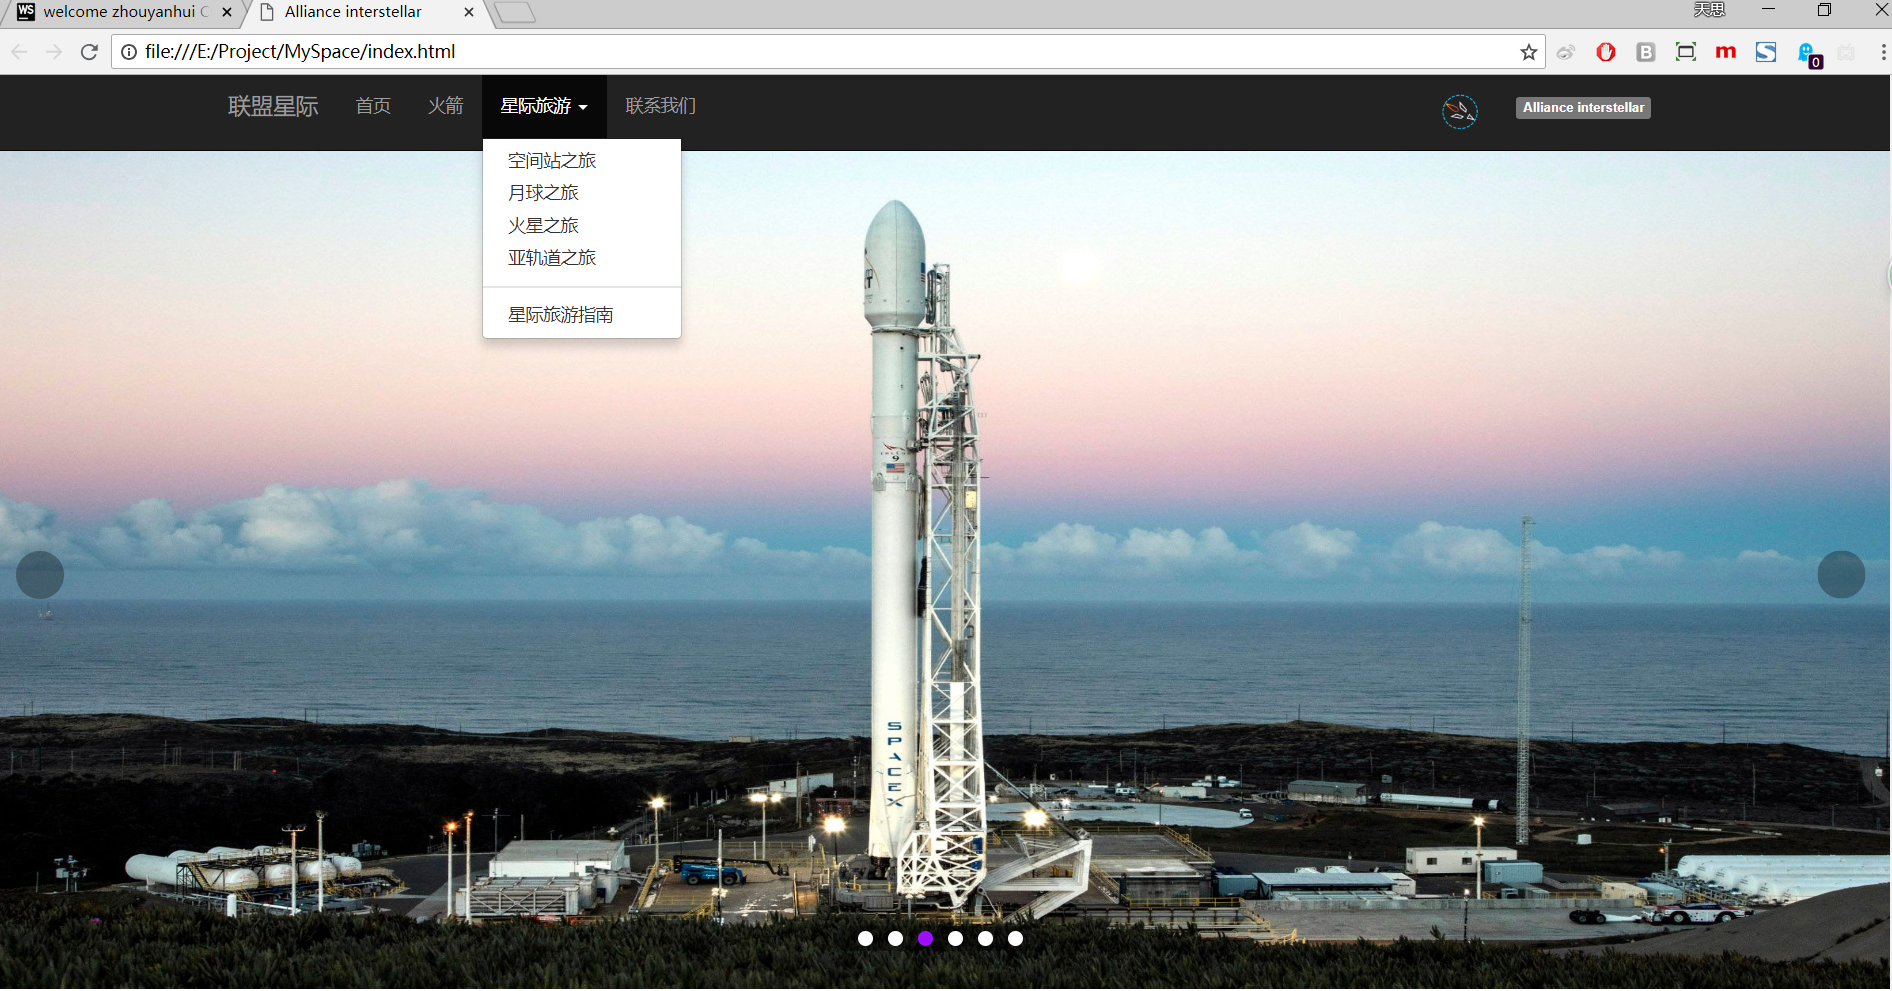 welcome zhouyanhui
Alliance interstellar
天思
file:///E:/Project/MySpace/index.html
0
联盟星际 首页 火箭 星际旅游 联系我们
Alliance interstellar
空间站之旅
月球之旅
火星之旅
亚轨道之旅
星际旅游指南
FALCON
9
SPACEX